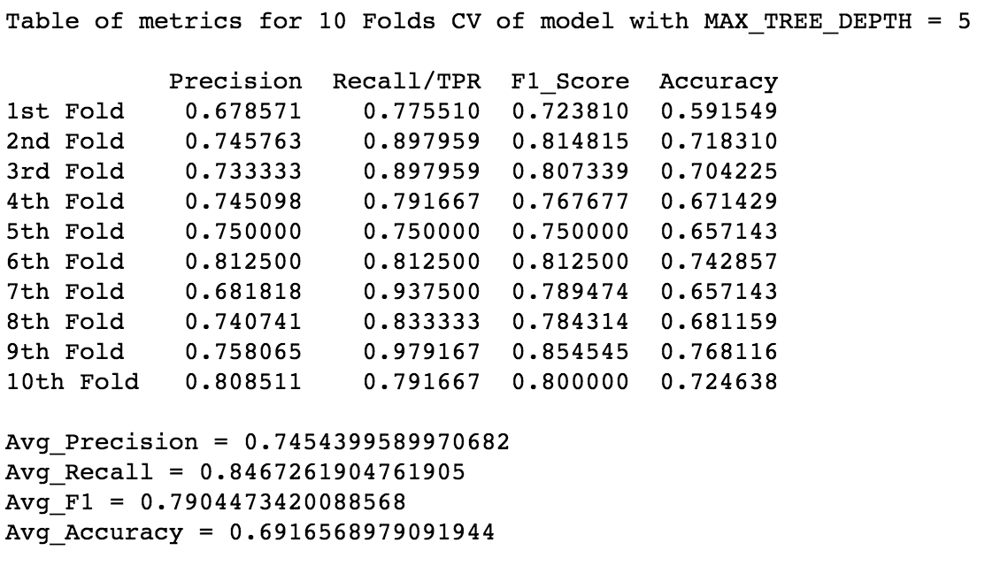 Table of metrics for 10 Folds CV of model with MAX_TREE_DEPTH = 5
Precision Recall/TPR F1_Score Accuracy
1st Fold 0.678571 0.775510 0.723810 0.591549
2nd Fold 0.745763 0.897959 0.814815 0.718310
3rd Fold 0.733333 0.897959 0.807339 0.704225
4th Fold 0.745098 0.791667 0.767677 0.671429
5th Fold 0.750000 0.750000 0.750000 0.657143
6th Fold 0.812500 0.812500 0.812500 0.742857
7th Fold 0.681818 0.937500 0.789474 0.657143
8th Fold 0.740741 0.833333 0.784314 0.681159
9th Fold 0.758065 0.979167 0.854545 0.768116
10th Fold 0.808511 0.791667 0.800000 0.724638
Avg_Precision = 0.7454399589970682
Avg_Recall = 0.8467261904761905
Avg_F1 = 0.7904473420088568
Avg_Accuracy = 0.6916568979091944